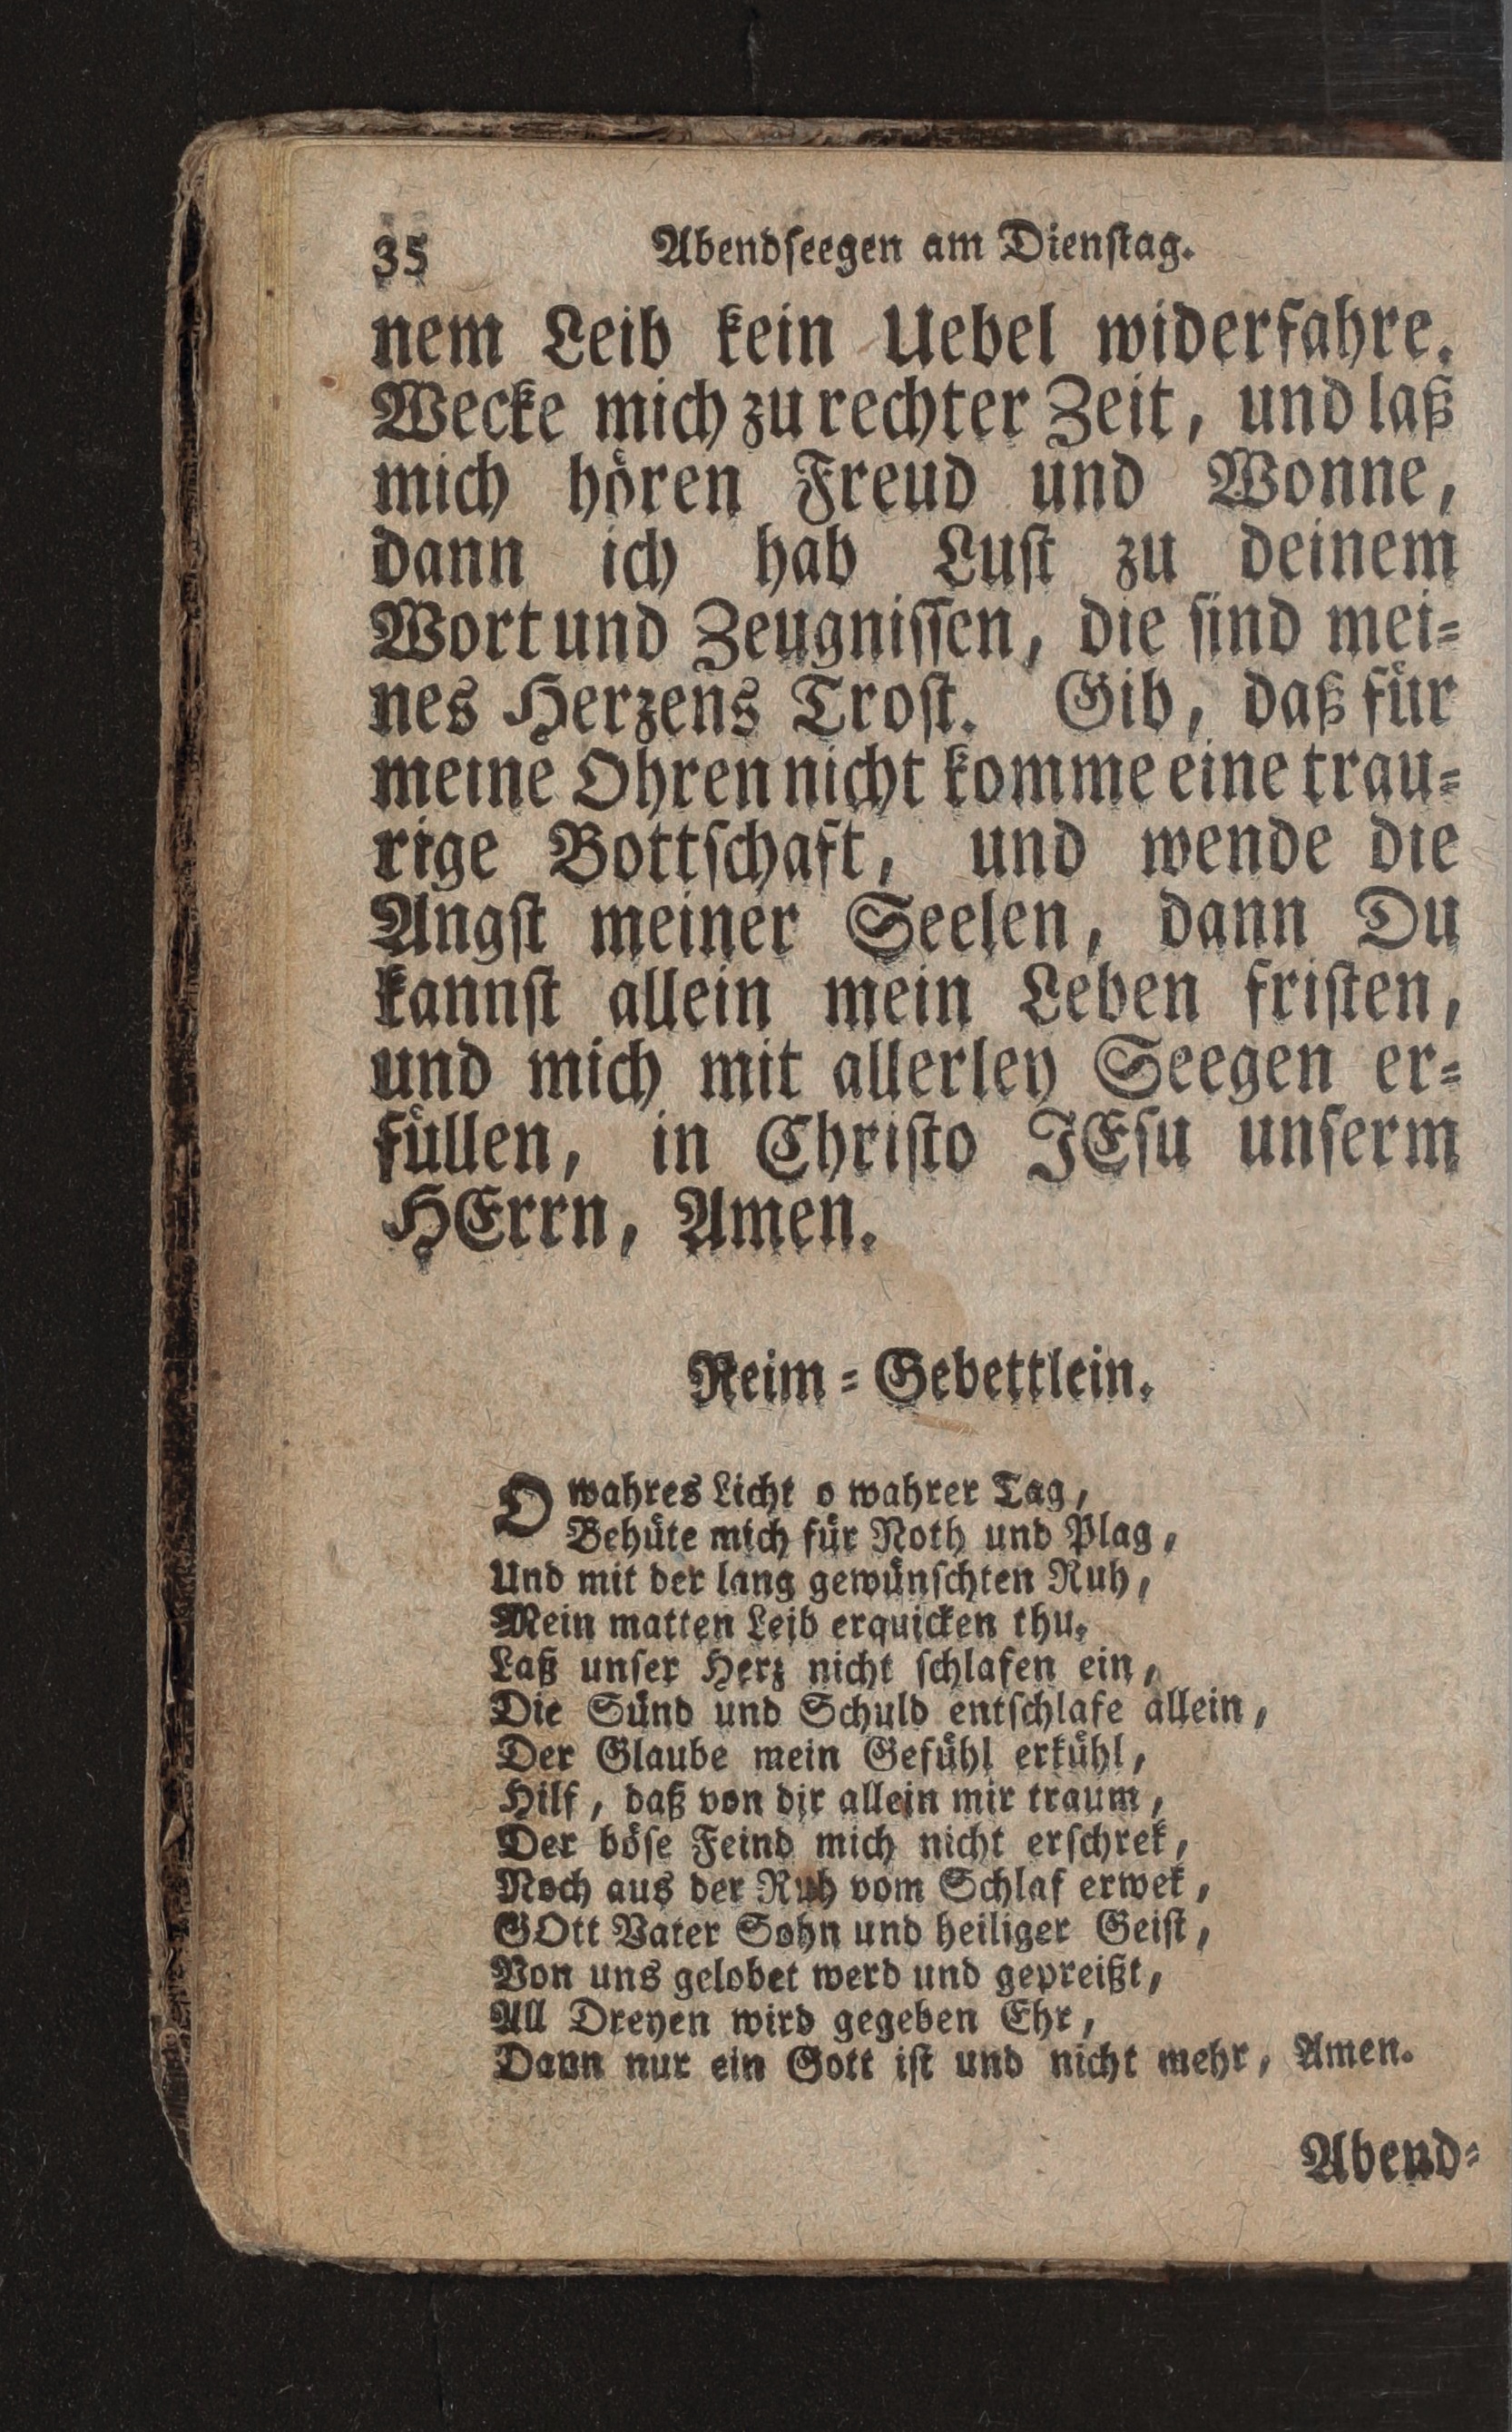 35 Abendseegen am Dienstag.
nem Leib kein Uebel widerfahre.
Wecke mich zu rechter Zeit, und laß
mich hören Freud und Wonne,
dann ich hab Lust zu deinem
Wort und Zeugnissen, die sind mei-
nes Herzens Trost. Gib, daß für
meine Ohren nicht komme eine trau-
rige Bottschaft, und wende die
Angst meiner Seelen, dann Du
kannst allein mein Leben fristen,
und mich mit allerley Seegen er-
füllen, in Christo JEsu unserm
HErrn, Amen.
Reim-Gebettlein.
O wahres Licht o wahrer Tag,
Behüte mich für Noth und Plag,
Und mit der lang gewünschten Ruh,
Mein matten Leib erquicken thu.
Laß unser Herz nicht schlafen ein,
Die Sünd und Schuld entschlafe allein,
Der Glaube mein Gefühl erkühl,
Hilf, daß von dir allein mir traum,
Der böse Feind mich nicht erschrek,
Noch aus der Ruh vom Schlaf erwek,
GOtt Vater Sohn und heiliger Geist,
Von uns gelobet werd und gepreißt,
All Dreyen wird gegeben Ehr,
Dann nur ein Gott ist und nicht mehr, Amen.
Abend-